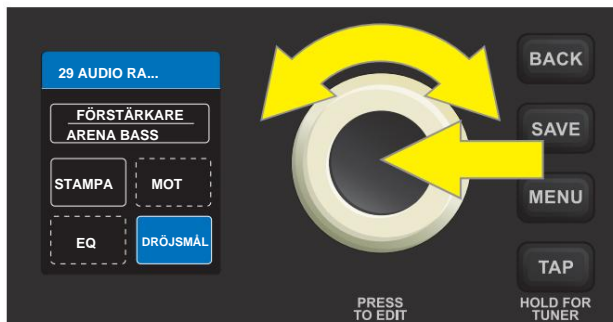 29 AUDIO RA...
FÖRSTÄRKARE
ARENA BASS
STAMPA
MOT
EQ
DRÖJSMÅL
BACK
SAVE
MENU
TAP
PRESS
TO EDIT
HOLD FOR
TUNER